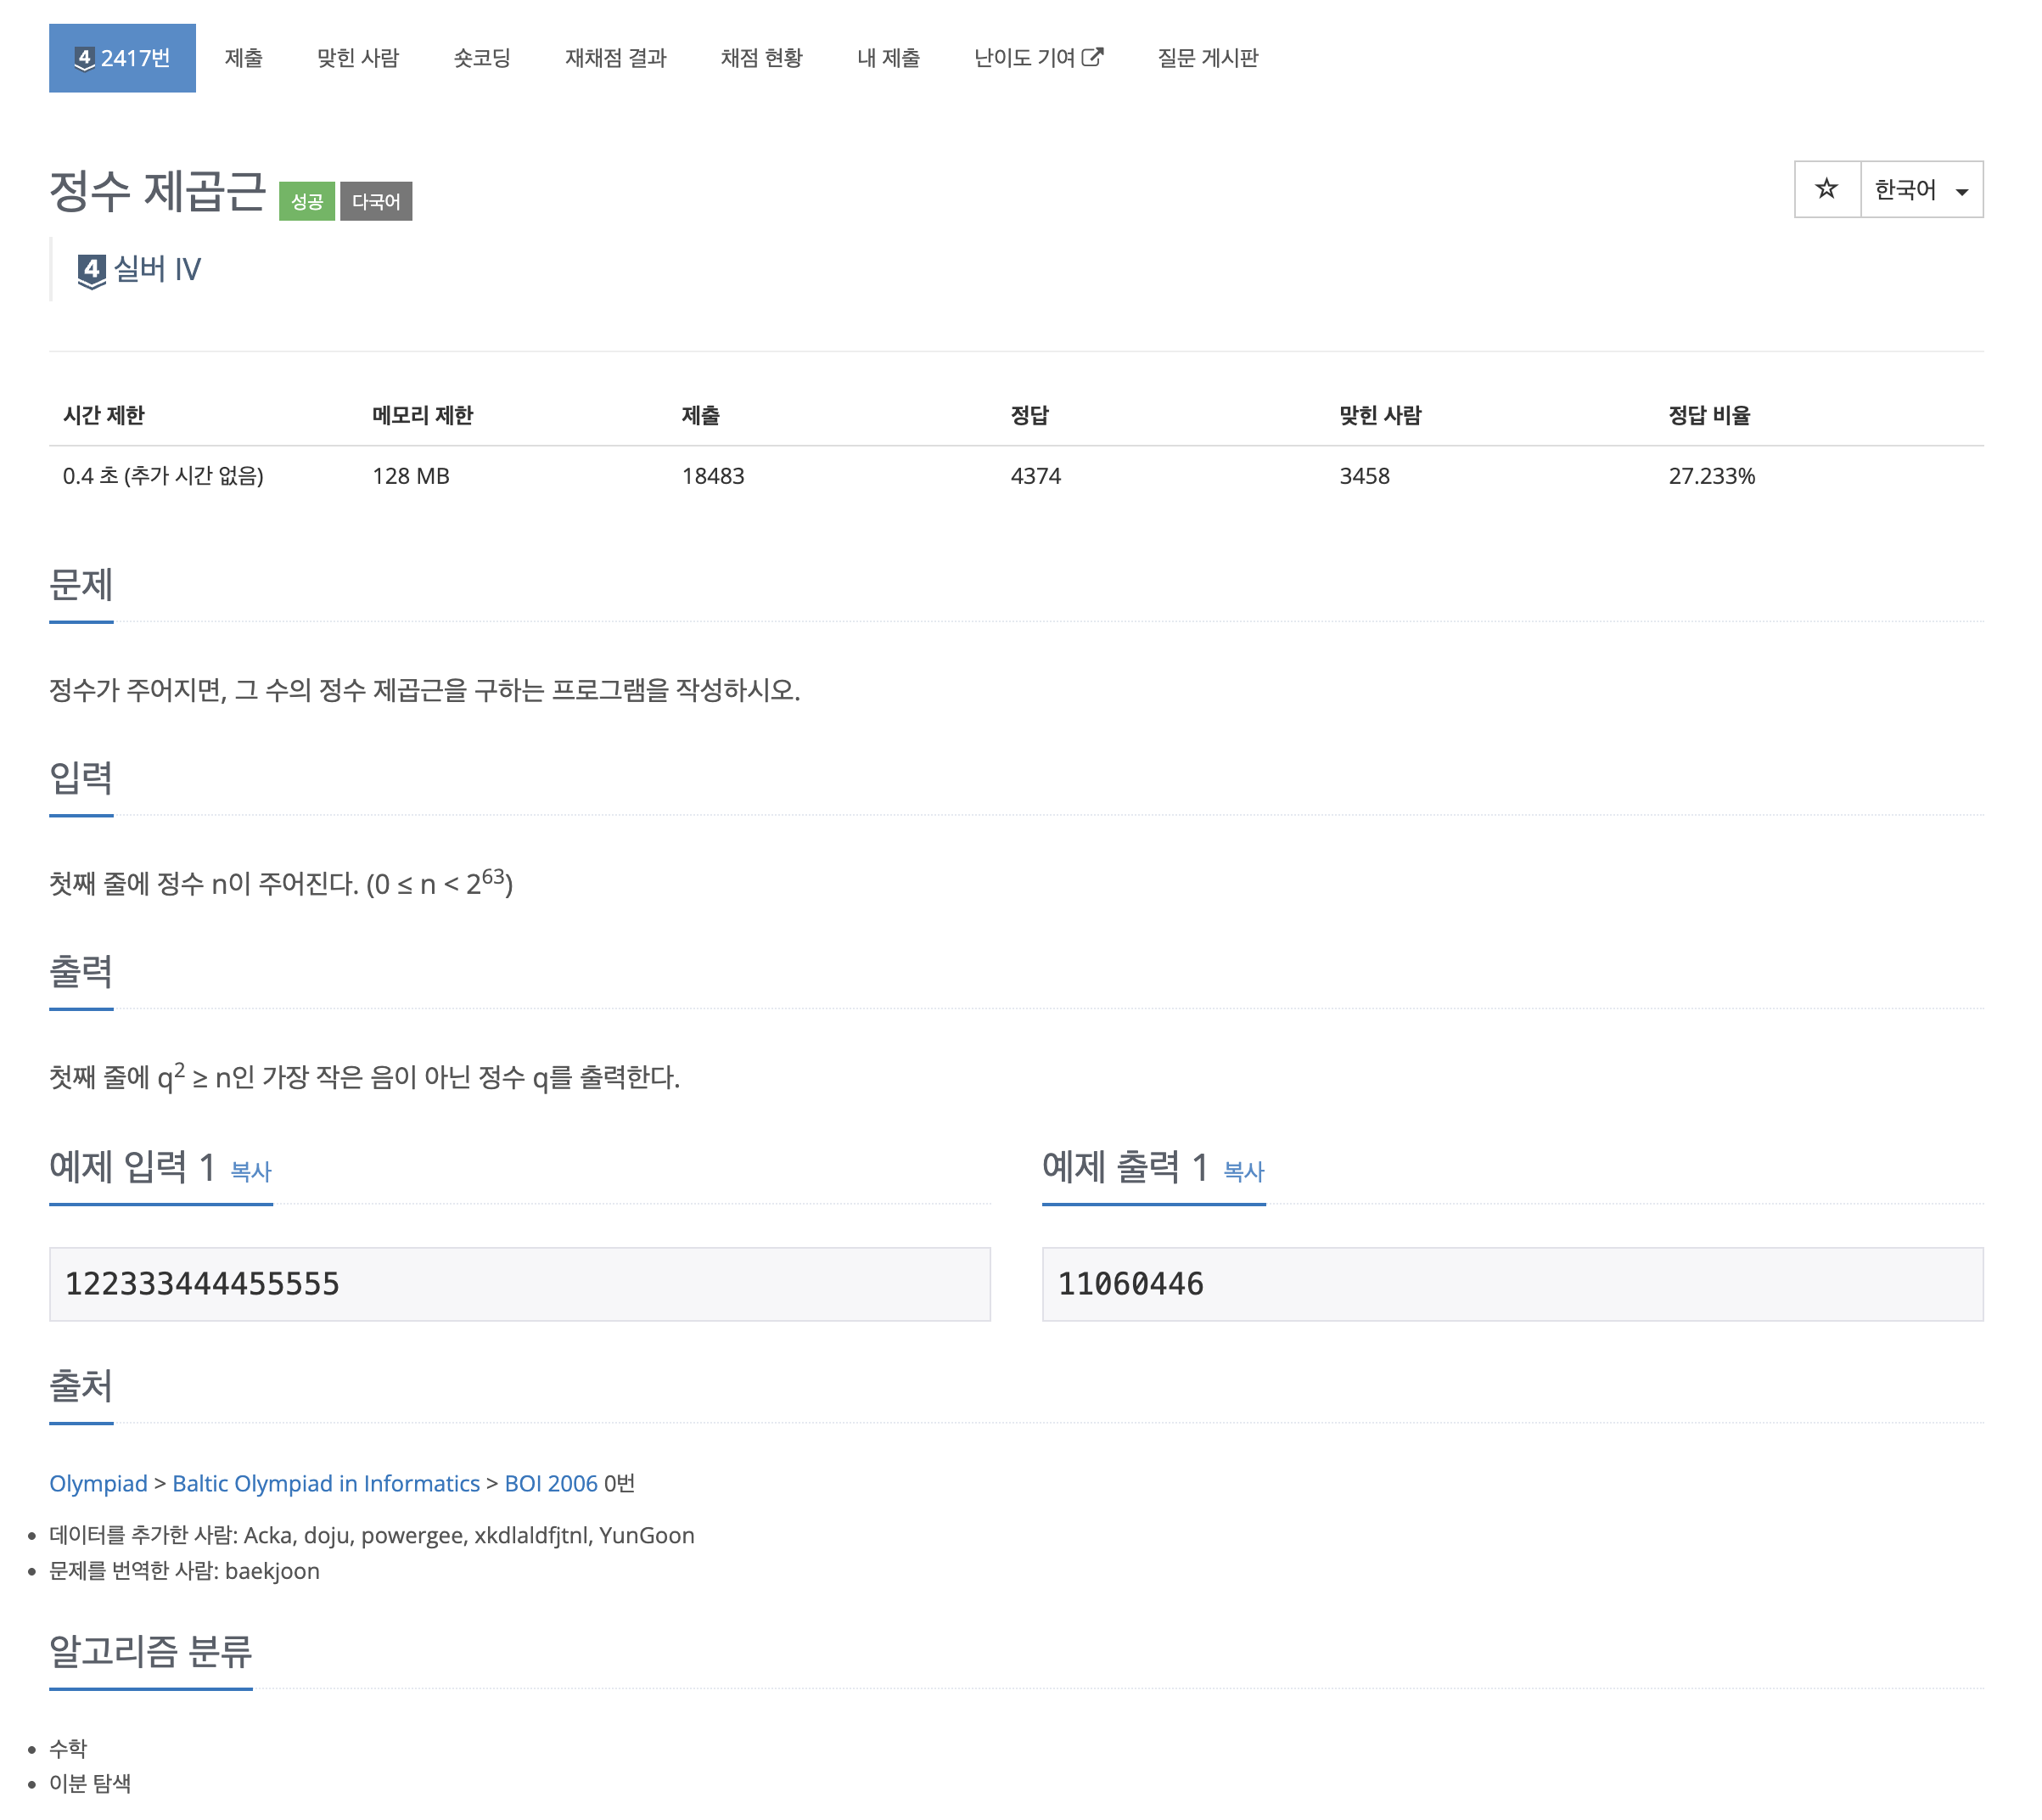 4 2417번 제출 맞힌 사람 숏코딩 재채점 결과 채점 현황 내 제출 난이도 기여 질문 게시판
정수 제곱근 성공 다국어 ☆ 한국어
4 실버 IV
시간 제한 메모리 제한 제출 정답 맞힌 사람 정답 비율
0.4 초 (추가 시간 없음) 128 MB 18483 4374 3458 27.233%
문제
정수가 주어지면, 그 수의 정수 제곱근을 구하는 프로그램을 작성하시오.
입력
첫째 줄에 정수 n이 주어진다. (0 ≤ n < 2⁶³)
출력
첫째 줄에 q² ≥ n인 가장 작은 음이 아닌 정수 q를 출력한다.
예제 입력 1 복사 예제 출력 1 복사
122333444455555 11060446
출처
Olympiad > Baltic Olympiad in Informatics > BOI 2006 0번
• 데이터를 추가한 사람: Acka, doju, powergee, xkdlaldfjtnl, YunGoon
• 문제를 번역한 사람: baekjoon
알고리즘 분류
• 수학
• 이분 탐색